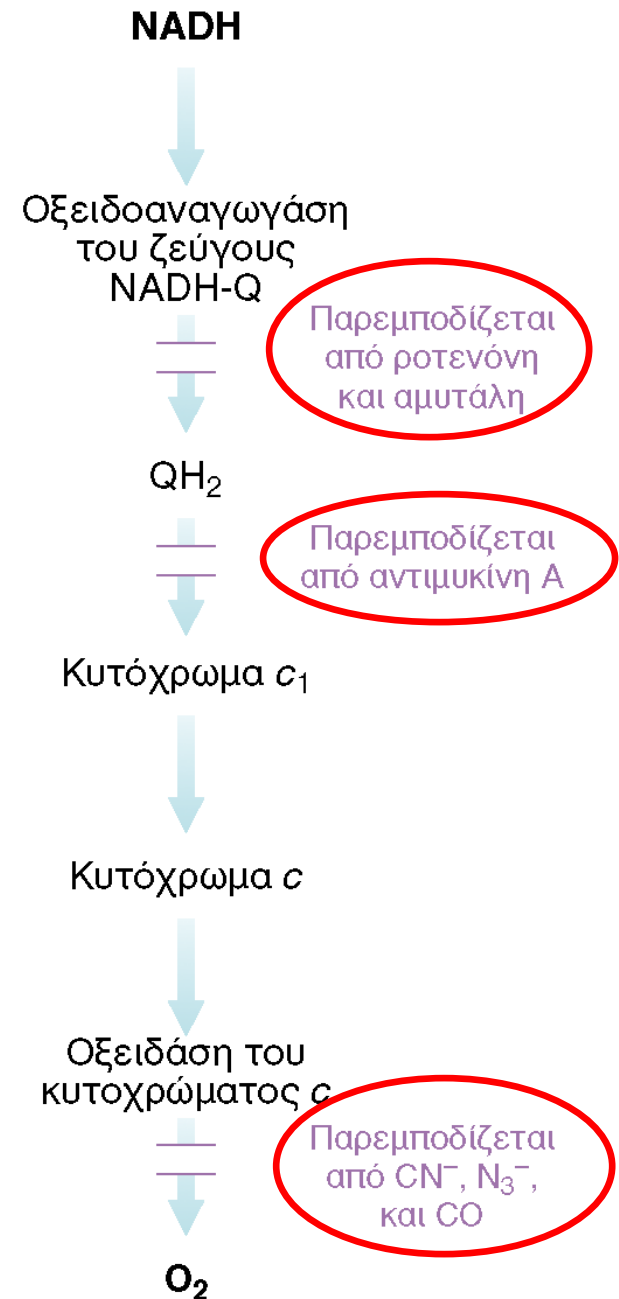 NADH
Οξειδοαναγωγάση
του ζεύγους
NADH-Q
Παρεμποδίζεται
από ροτενόνη
και αμυτάλη
QH₂
Παρεμποδίζεται
από αντιμυκίνη Α
Κυτόχρωμα c₁
Κυτόχρωμα c
Οξειδάση του
κυτοχρώματος c
Παρεμποδίζεται
από CN⁻, N₃⁻,
και CO
O₂